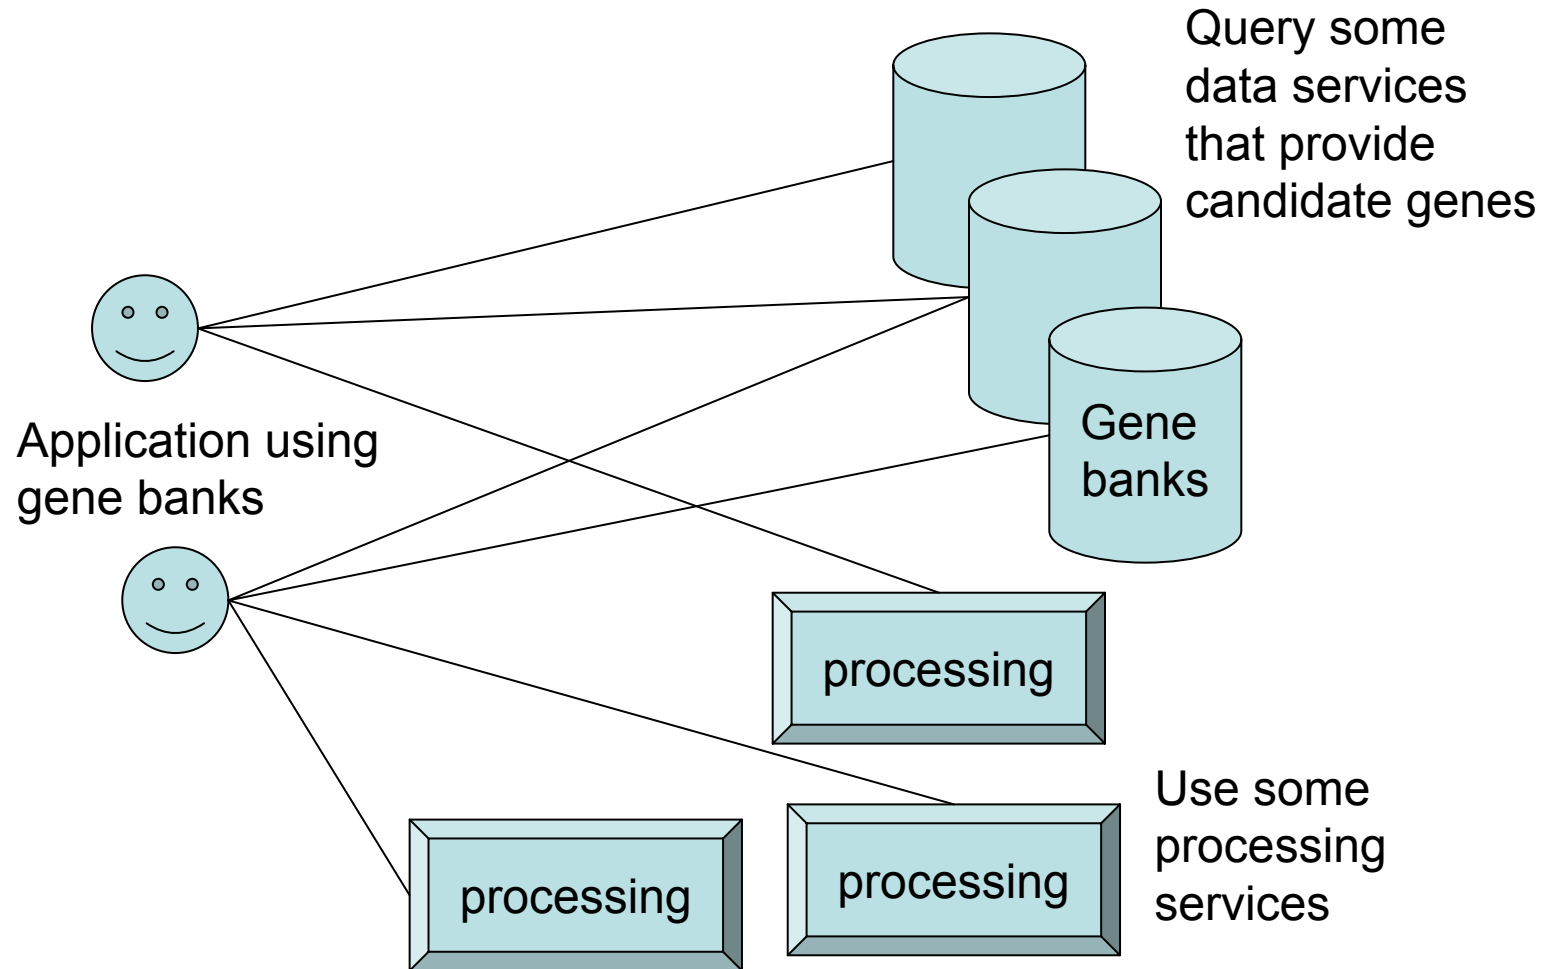 Query some
data services
that provide
candidate genes
Application using
gene banks
Gene
banks
processing
processing
processing
Use some
processing
services